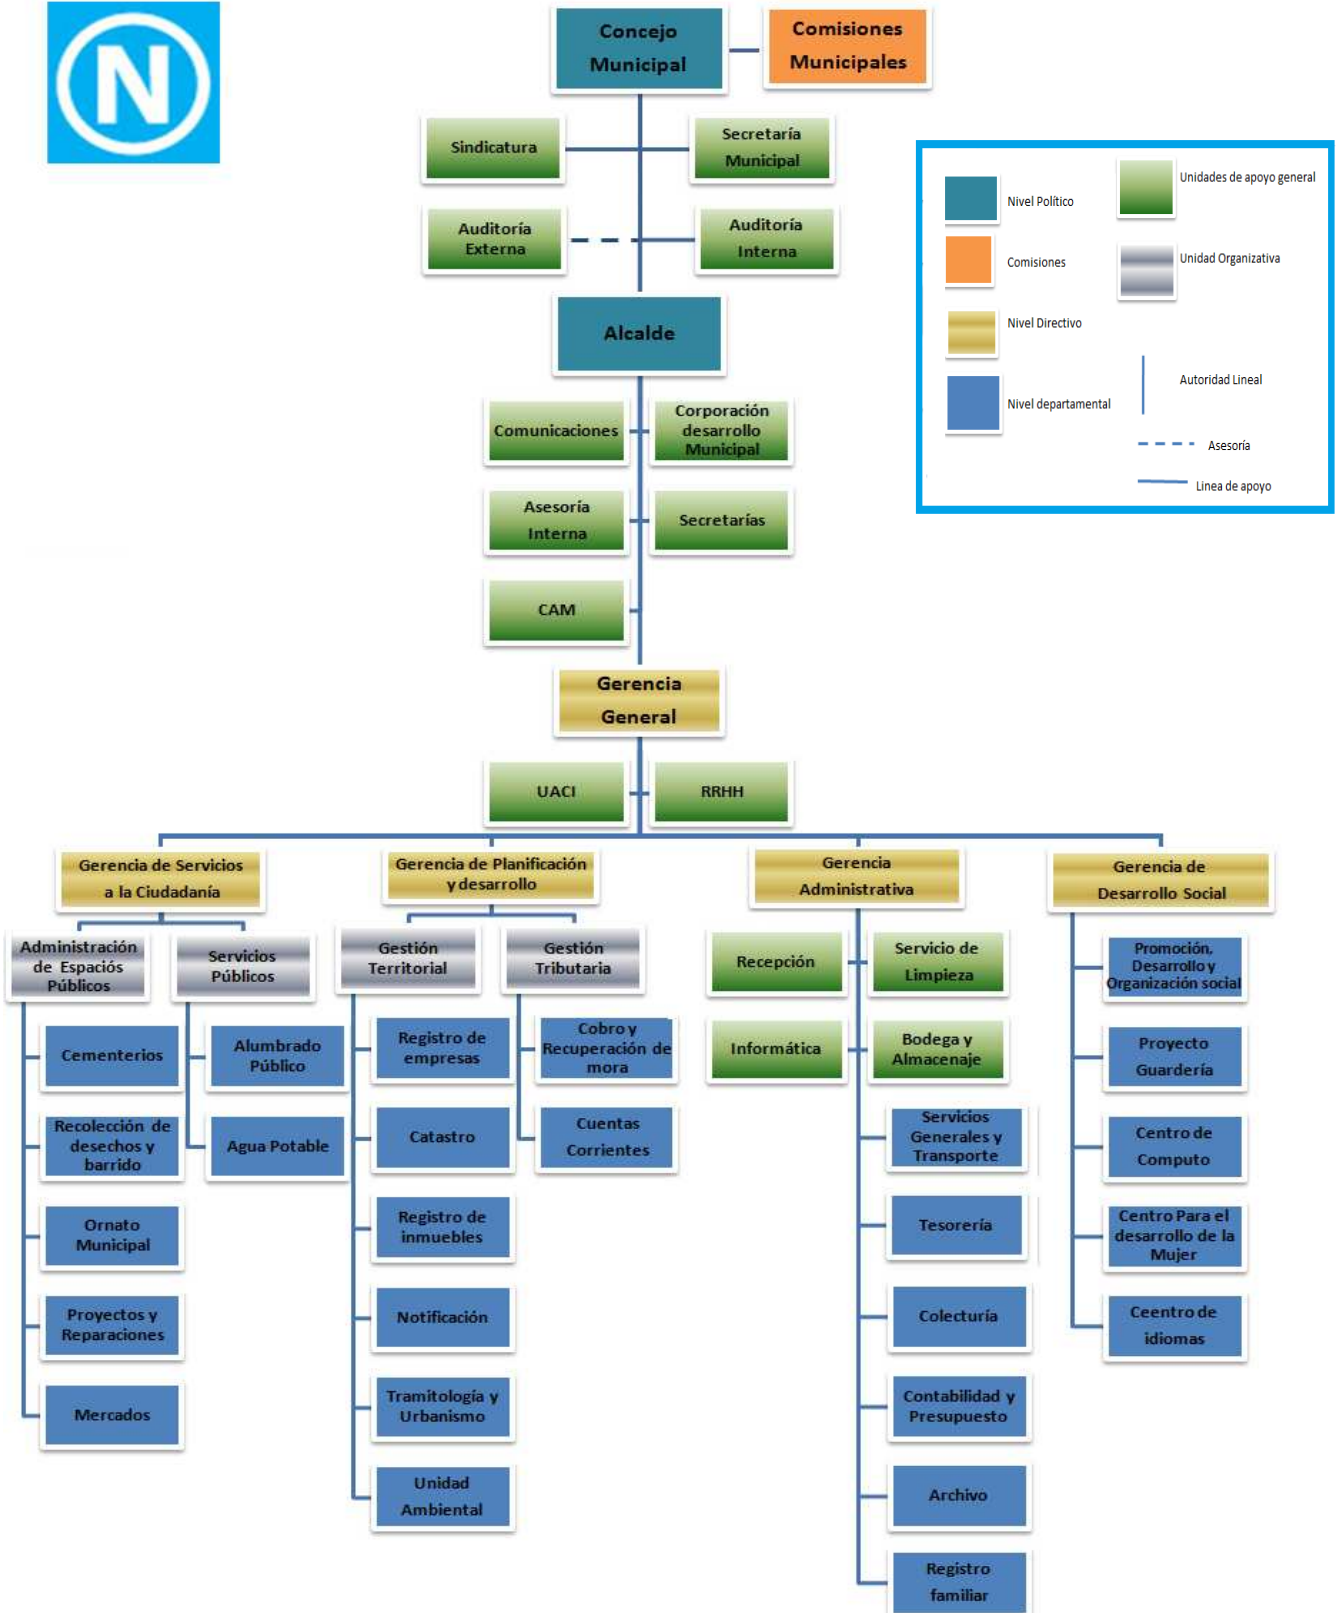 N
Concejo
Municipal
Comisiones
Municipales
Sindicatura
Secretaría
Municipal
Auditoría
Externa
Auditoría
Interna
Nivel Político
Comisiones
Nivel Directivo
Nivel departamental
Unidades de apoyo general
Unidad Organizativa
Autoridad Lineal
Asesoría
Linea de apoyo
Alcalde
Comunicaciones
Corporación
desarrollo
Municipal
Asesoría
Interna
Secretarías
CAM
Gerencia
General
UACI
RRHH
Gerencia de Servicios
a la Ciudadanía
Gerencia de Planificación
y desarrollo
Gerencia
Administrativa
Gerencia de
Desarrollo Social
Administración
de Espaciós
Públicos
Servicios
Públicos
Gestión
Territorial
Gestión
Tributaria
Cementerios
Recolección de
desechos y
barrido
Ornato
Municipal
Proyectos y
Reparaciones
Mercados
Alumbrado
Público
Agua Potable
Registro de
empresas
Catastro
Registro de
inmuebles
Notificación
Tramitología y
Urbanismo
Unidad
Ambiental
Cobro y
Recuperación de
mora
Cuentas
Corrientes
Recepción
Servicio de
Limpieza
Informática
Bodega y
Almacenaje
Servicios
Generales y
Transporte
Tesorería
Colecturía
Contabilidad y
Presupuesto
Archivo
Registro
familiar
Promoción,
Desarrollo y
Organización social
Proyecto
Guardería
Centro de
Computo
Centro Para el
desarrollo de la
Mujer
Ceentro de
idiomas